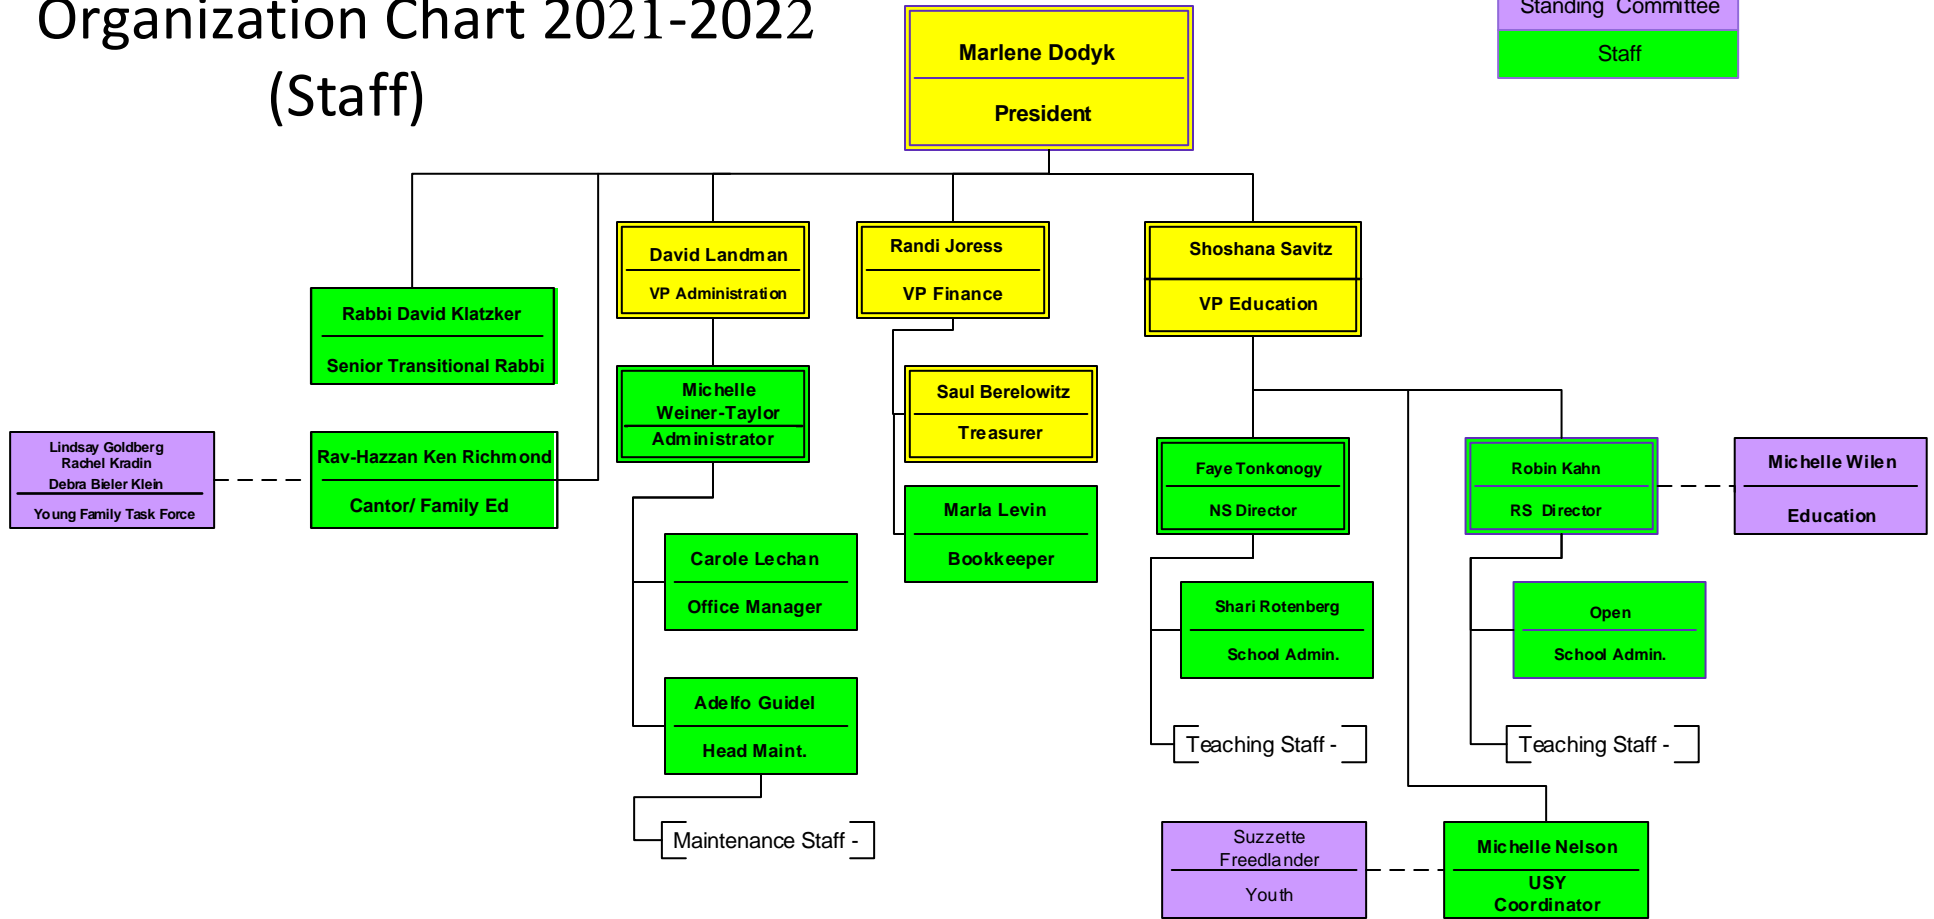 Organization Chart 2021-2022
(Staff)
Standing Committee
Staff
Marlene Dodyk
President
David Landman
VP Administration
Randi Joress
VP Finance
Shoshana Savitz
VP Education
Rabbi David Klatzker
Senior Transitional Rabbi
Michelle
Weiner-Taylor
Administrator
Saul Berelowitz
Treasurer
Lindsay Goldberg
Rachel Kradin
Debra Bieler Klein
Young Family Task Force
Rav-Hazzan Ken Richmond
Cantor/ Family Ed
Faye Tonkonogy
NS Director
Robin Kahn
RS Director
Michelle Wilen
Education
Marla Levin
Bookkeeper
Carole Lechan
Office Manager
Shari Rotenberg
School Admin.
Open
School Admin.
Adelfo Guidel
Head Maint.
Teaching Staff -
Teaching Staff -
Maintenance Staff -
Suzzette
Freedlander
Youth
Michelle Nelson
USY
Coordinator